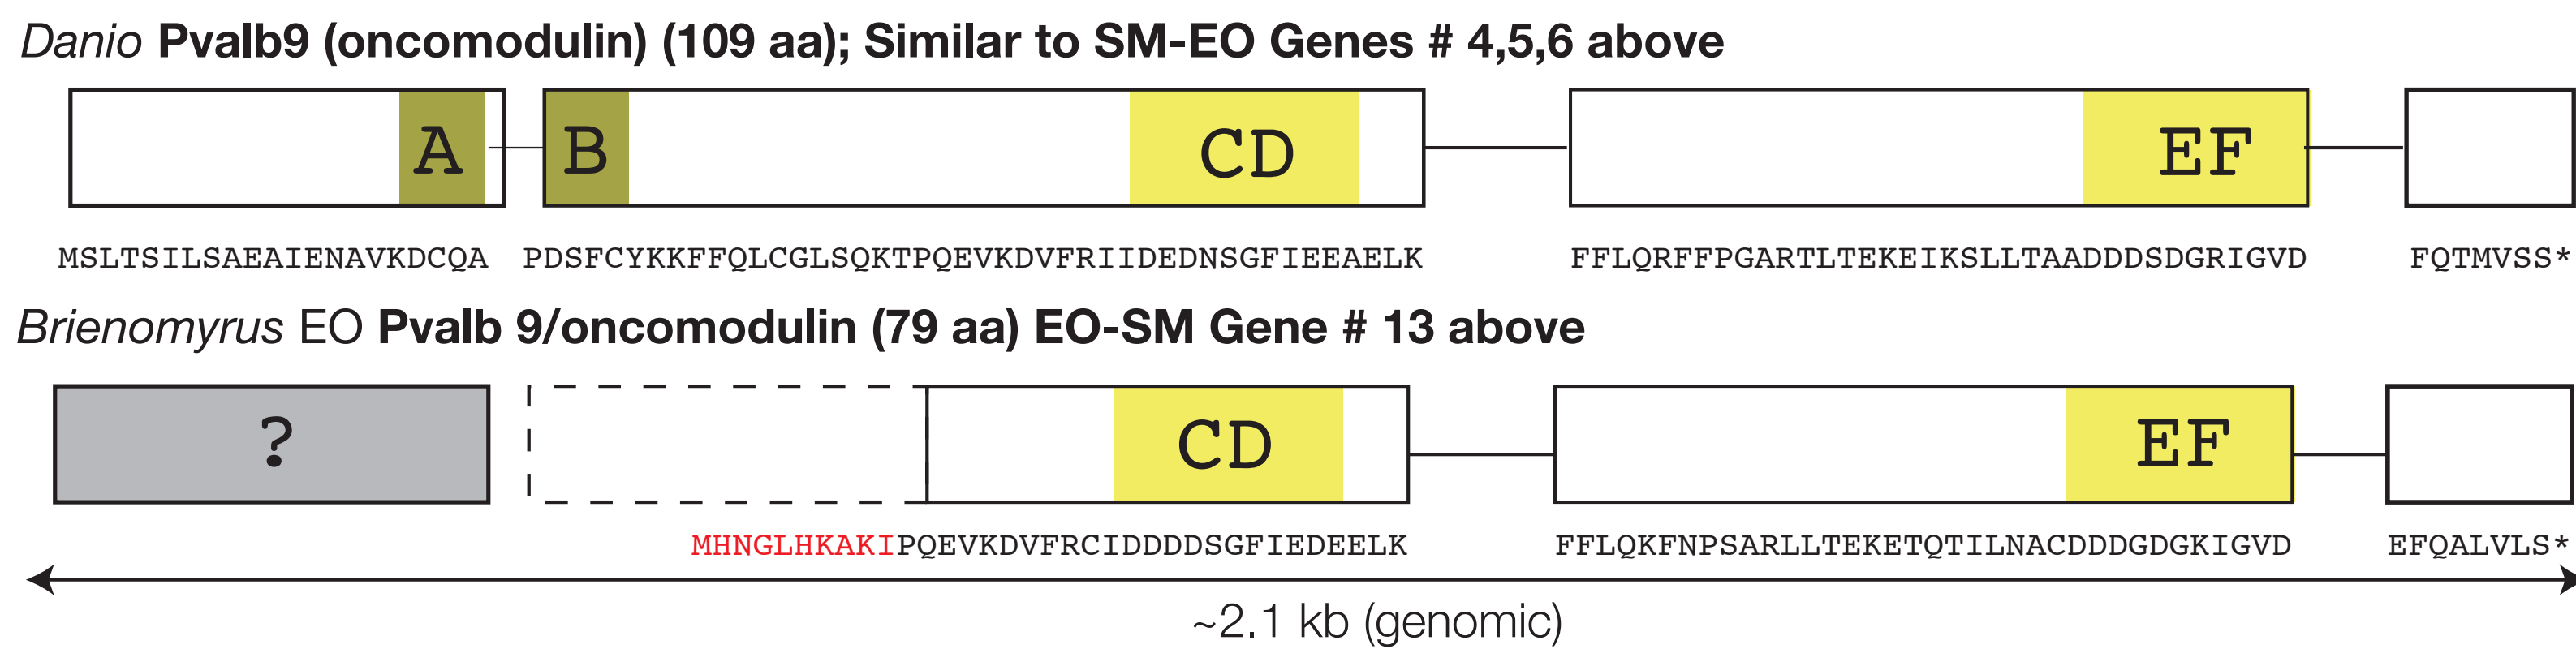 Danio Pvalb9 (oncomodulin) (109 aa); Similar to SM-EO Genes # 4,5,6 above
A B CD EF
MSLTSILSAEAIENAVKDCQA PDSFCYKKFFQLCGLSQKTPQEVKDVFRIIDEDNSGFIEEAELK FFLQRFFPGARTLTEKEIKSLLTAADDDSDGRIGVD FQTMVSS*
Brienomyrus EO Pvalb 9/oncomodulin (79 aa) EO-SM Gene # 13 above
? CD EF
MHNGLHKAKIPQEVKDVFRCIDDDDSGFIEDEELK FFLQKFNPSARLLTEKETQTILNACDDDGDGKIGVD EFQALVLS*
~2.1 kb (genomic)